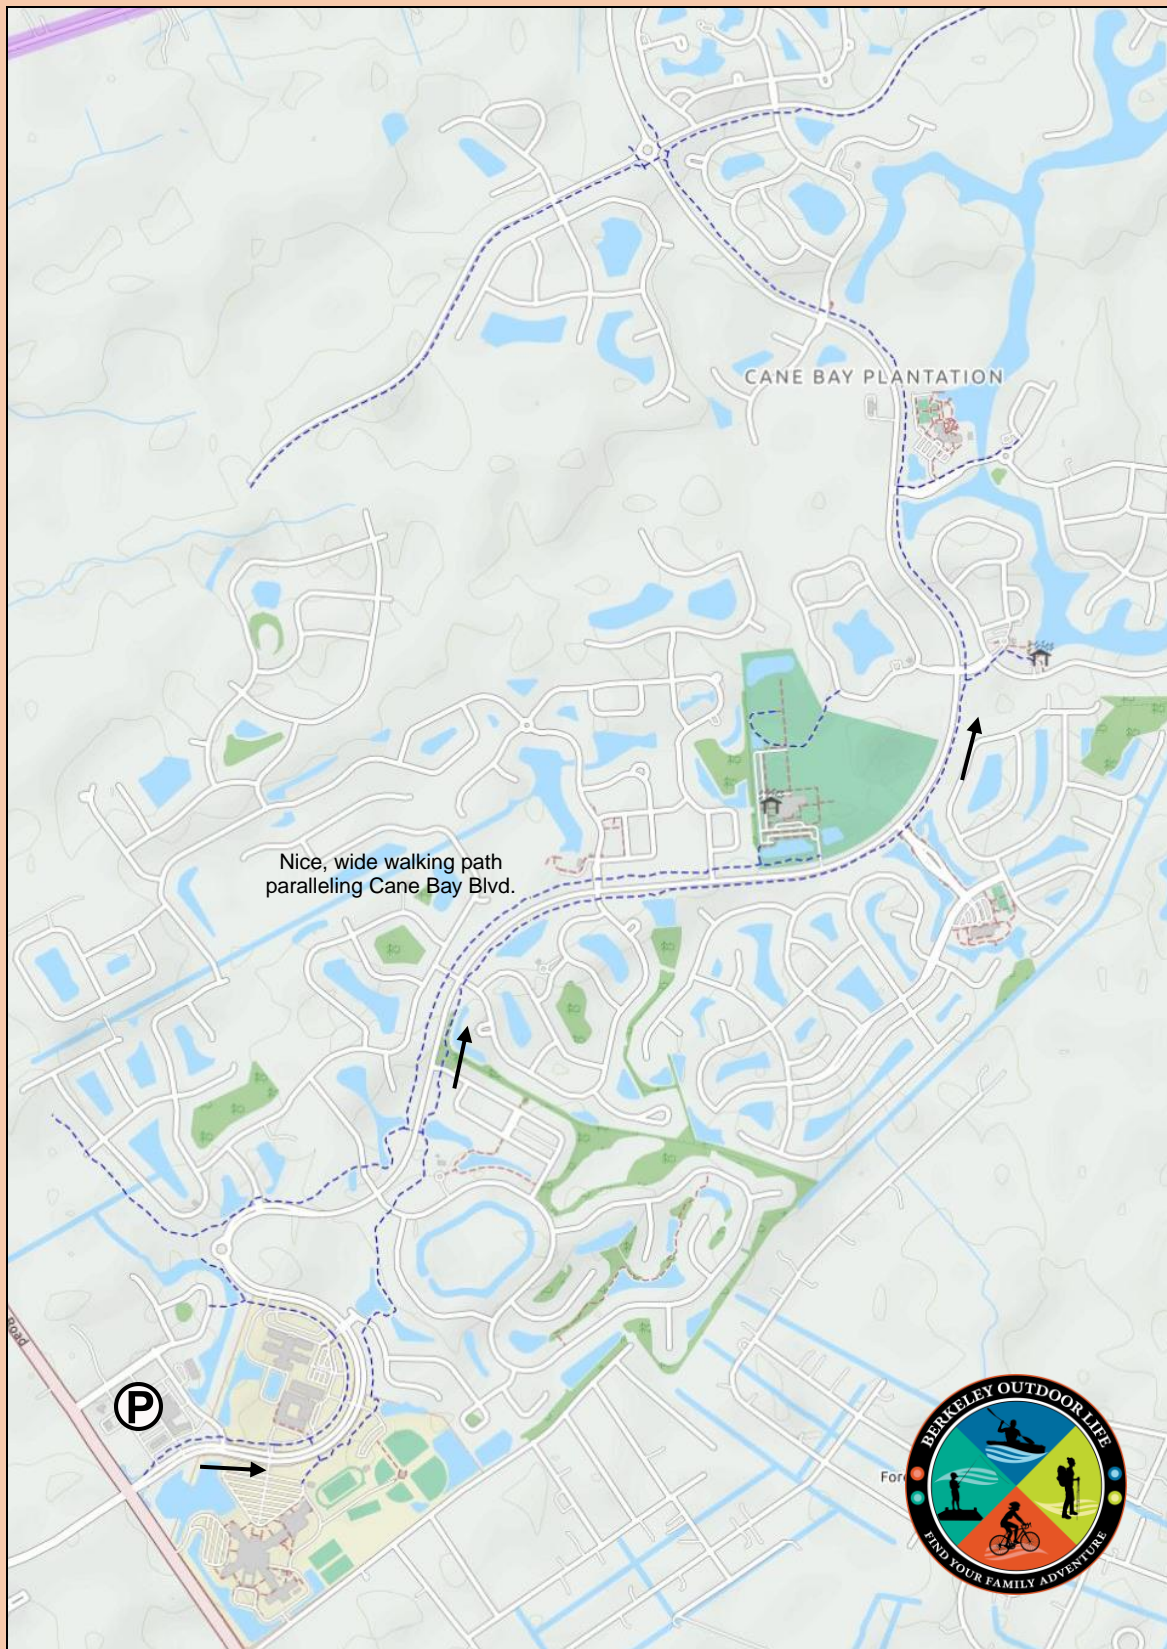 CANE BAY PLANTATION
Nice, wide walking path
paralleling Cane Bay Blvd.
Road
P
BERKELEY OUTDOOR LIFE
FIND YOUR FAMILY ADVENTURE